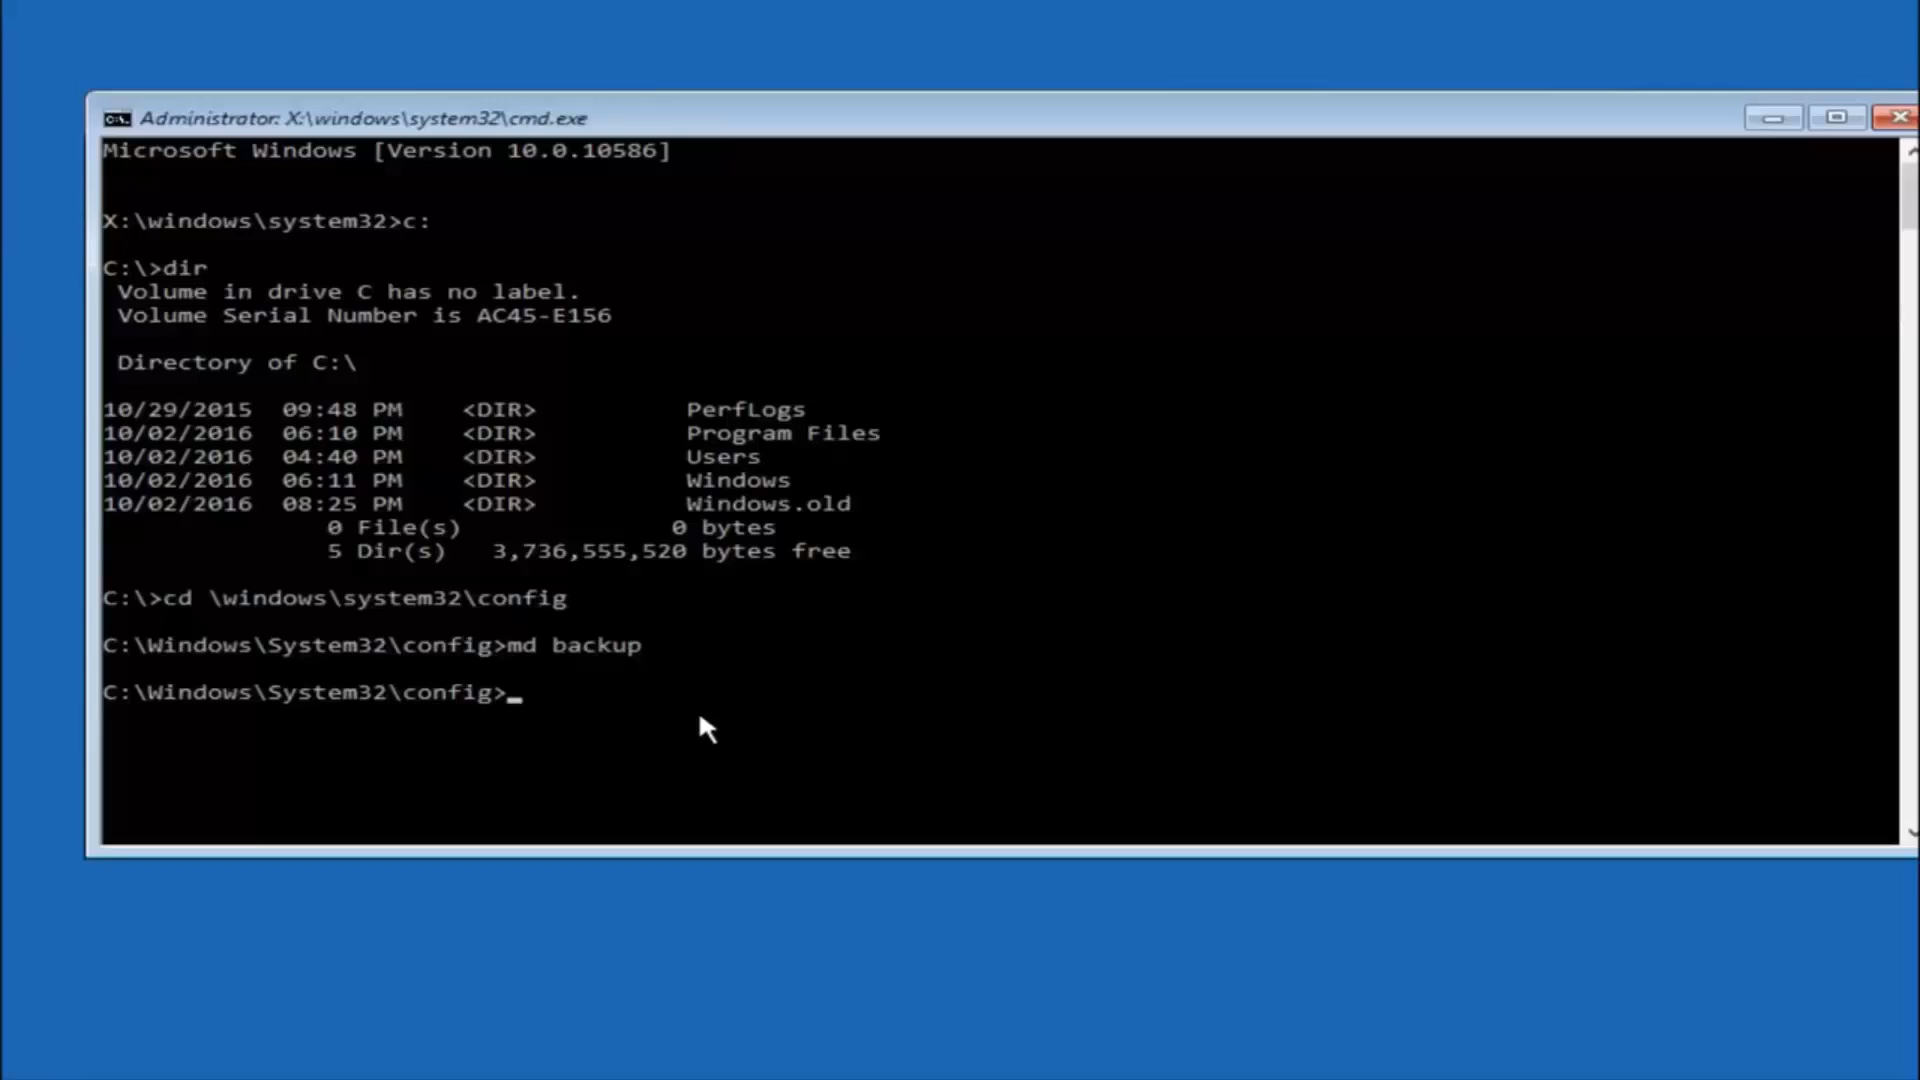 Administrator: X:\windows\system32\cmd.exe
Microsoft Windows [Version 10.0.10586]
X:\windows\system32>c:
C:\>dir
Volume in drive C has no label.
Volume Serial Number is AC45-E156
Directory of C:\
10/29/2015 09:48 PM <DIR> PerfLogs
10/02/2016 06:10 PM <DIR> Program Files
10/02/2016 04:40 PM <DIR> Users
10/02/2016 06:11 PM <DIR> Windows
10/02/2016 08:25 PM <DIR> Windows.old
0 File(s) 0 bytes
5 Dir(s) 3,736,555,520 bytes free
C:\>cd \windows\system32\config
C:\Windows\System32\config>md backup
C:\Windows\System32\config>_